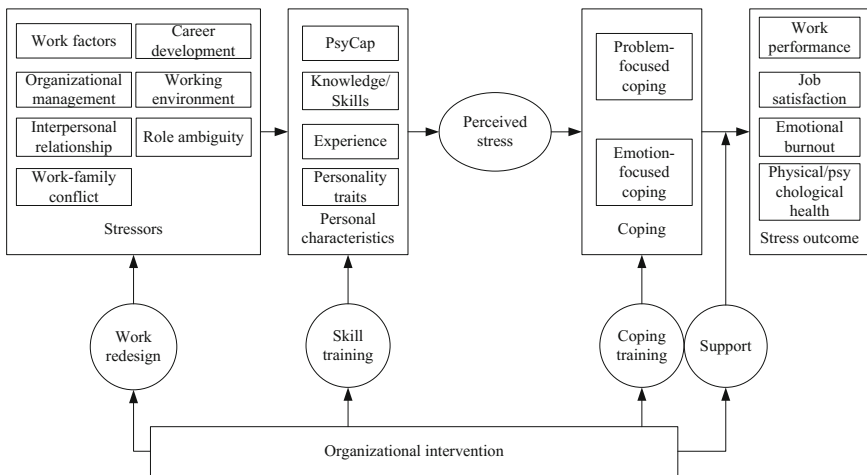 Work factors
Career
development
Organizational
management
Working
environment
Interpersonal
relationship
Role ambiguity
Work-family
conflict
Stressors
PsyCap
Knowledge/
Skills
Experience
Personality
traits
Personal
characteristics
Perceived
stress
Problem-
focused
coping
Emotion-
focused
coping
Coping
Work
performance
Job
satisfaction
Emotional
burnout
Physical/psy
chological
health
Stress outcome
Work
redesign
Skill
training
Coping
training
Support
Organizational intervention